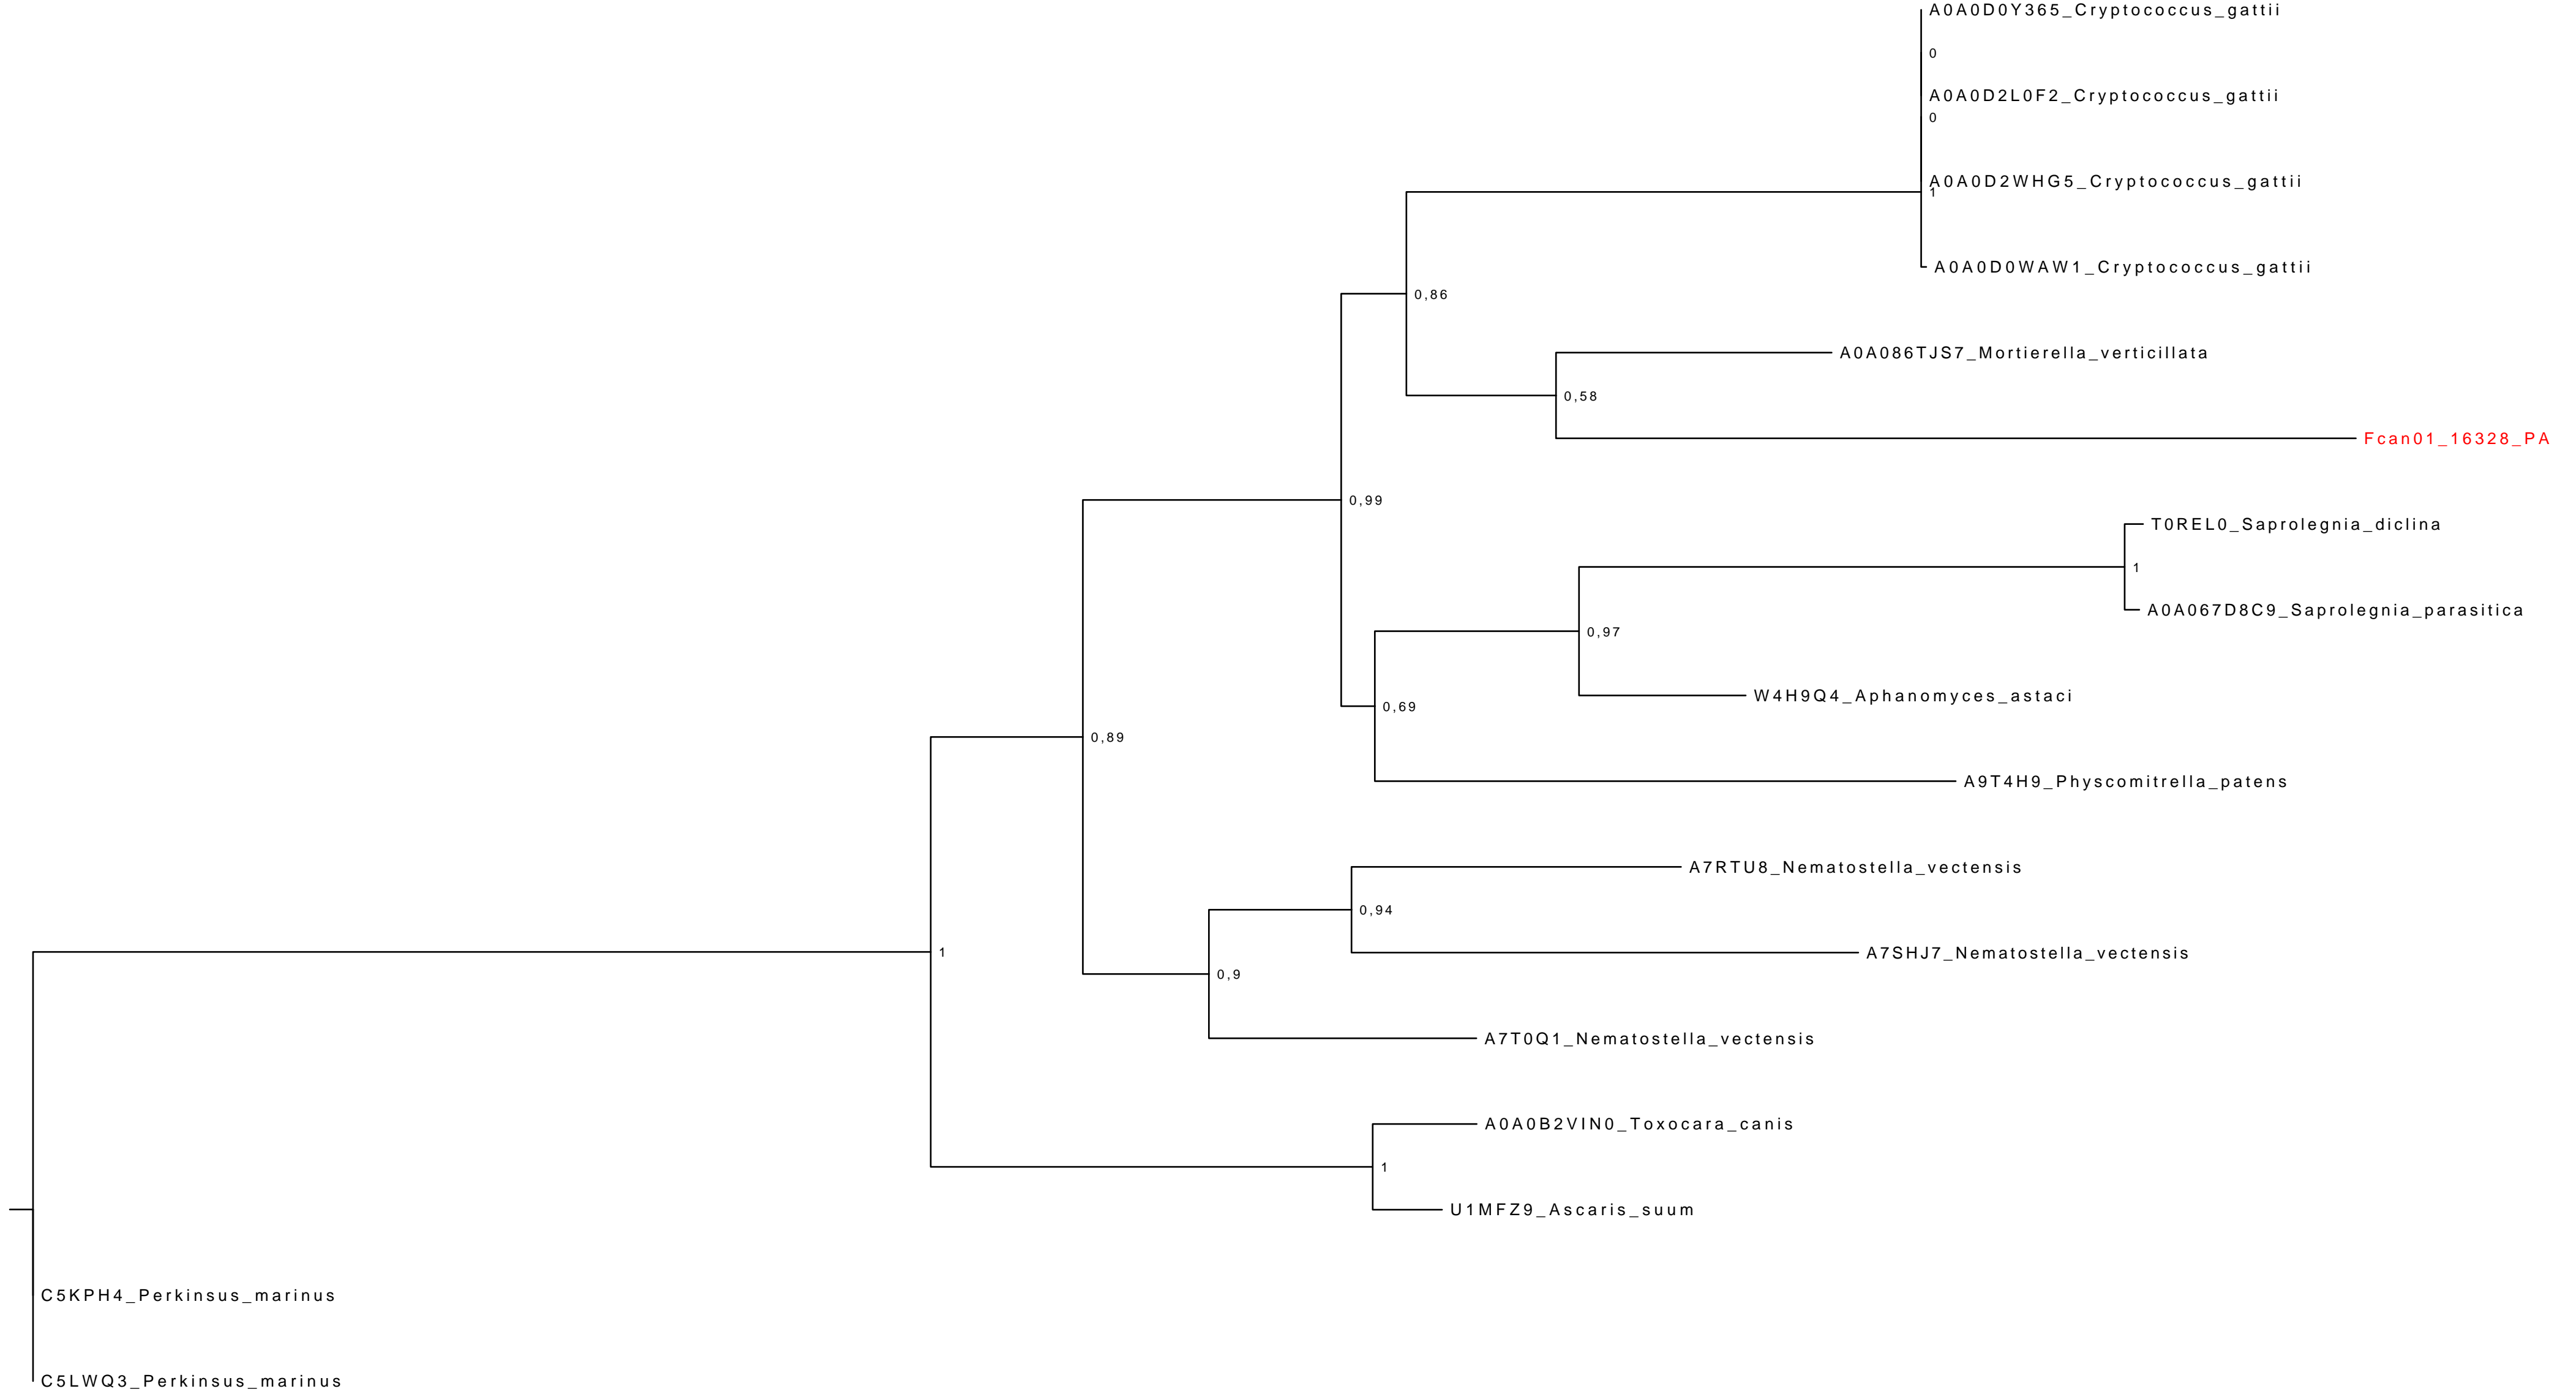 A0A0D0Y365_Cryptococcus_gattii
0
A0A0D2L0F2_Cryptococcus_gattii
0
A0A0D2WHG5_Cryptococcus_gattii
1
A0A0D0WAW1_Cryptococcus_gattii
0,86
A0A086TJS7_Mortierella_verticillata
0,58
Fcan01_16328_PA
0,99
T0REL0_Saprolegnia_diclina
1
A0A067D8C9_Saprolegnia_parasitica
0,97
W4H9Q4_Aphanomyces_astaci
0,69
0,89
A9T4H9_Physcomitrella_patens
A7RTU8_Nematostella_vectensis
0,94
A7SHJ7_Nematostella_vectensis
1
0,9
A7T0Q1_Nematostella_vectensis
A0A0B2VIN0_Toxocara_canis
1
U1MFZ9_Ascaris_suum
C5KPH4_Perkinsus_marinus
C5LWQ3_Perkinsus_marinus